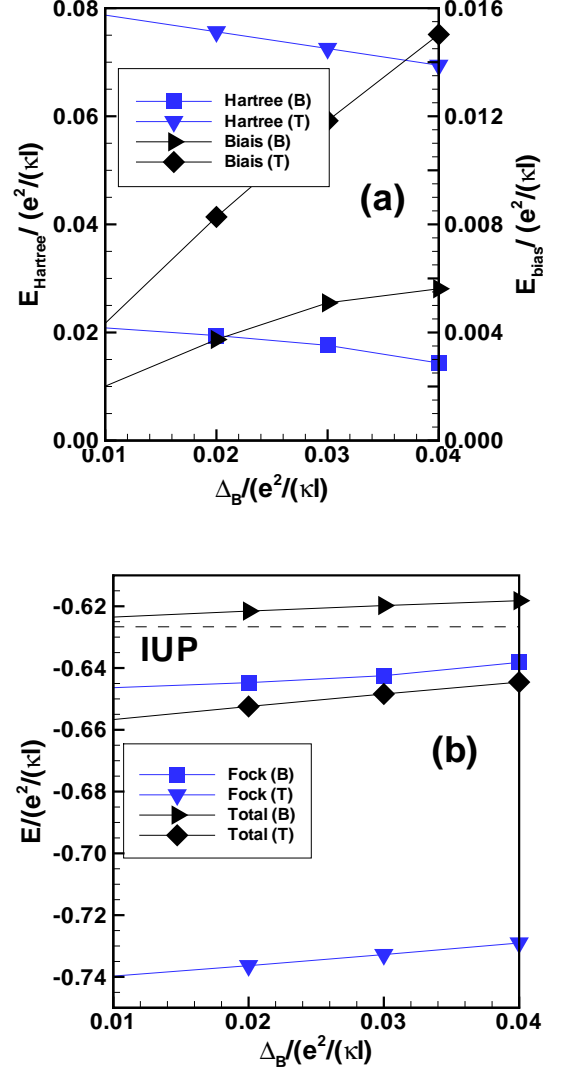 0.08
0.06
0.04
0.02
0.00
E_Hartree/ (e²/(κl)
Hartree (B)
Hartree (T)
Biais (B)
Biais (T)
(a)
0.016
0.012
0.008
0.004
0.000
E_bias/ (e²/(κl)
0.01 0.02 0.03 0.04
Δ_B/(e²/(κl)
-0.62
-0.64
-0.66
-0.68
-0.70
-0.72
-0.74
E/(e²/(κl)
IUP
(b)
Fock (B)
Fock (T)
Total (B)
Total (T)
0.01 0.02 0.03 0.04
Δ_B/(e²/(κl)